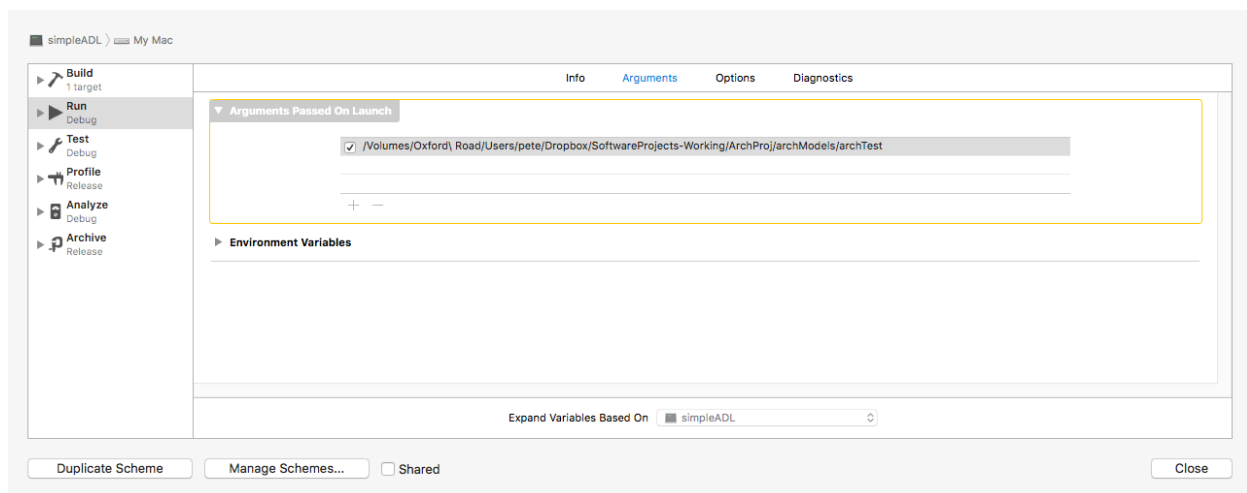 simpleADL My Mac
Build
1 target
Run
Debug
Test
Debug
Profile
Release
Analyze
Debug
Archive
Release
Info Arguments Options Diagnostics
Arguments Passed On Launch
/Volumes/Oxford\ Road/Users/pete/Dropbox/SoftwareProjects-Working/ArchProj/archModels/archTest
+ −
Environment Variables
Expand Variables Based On simpleADL
Duplicate Scheme Manage Schemes... Shared Close